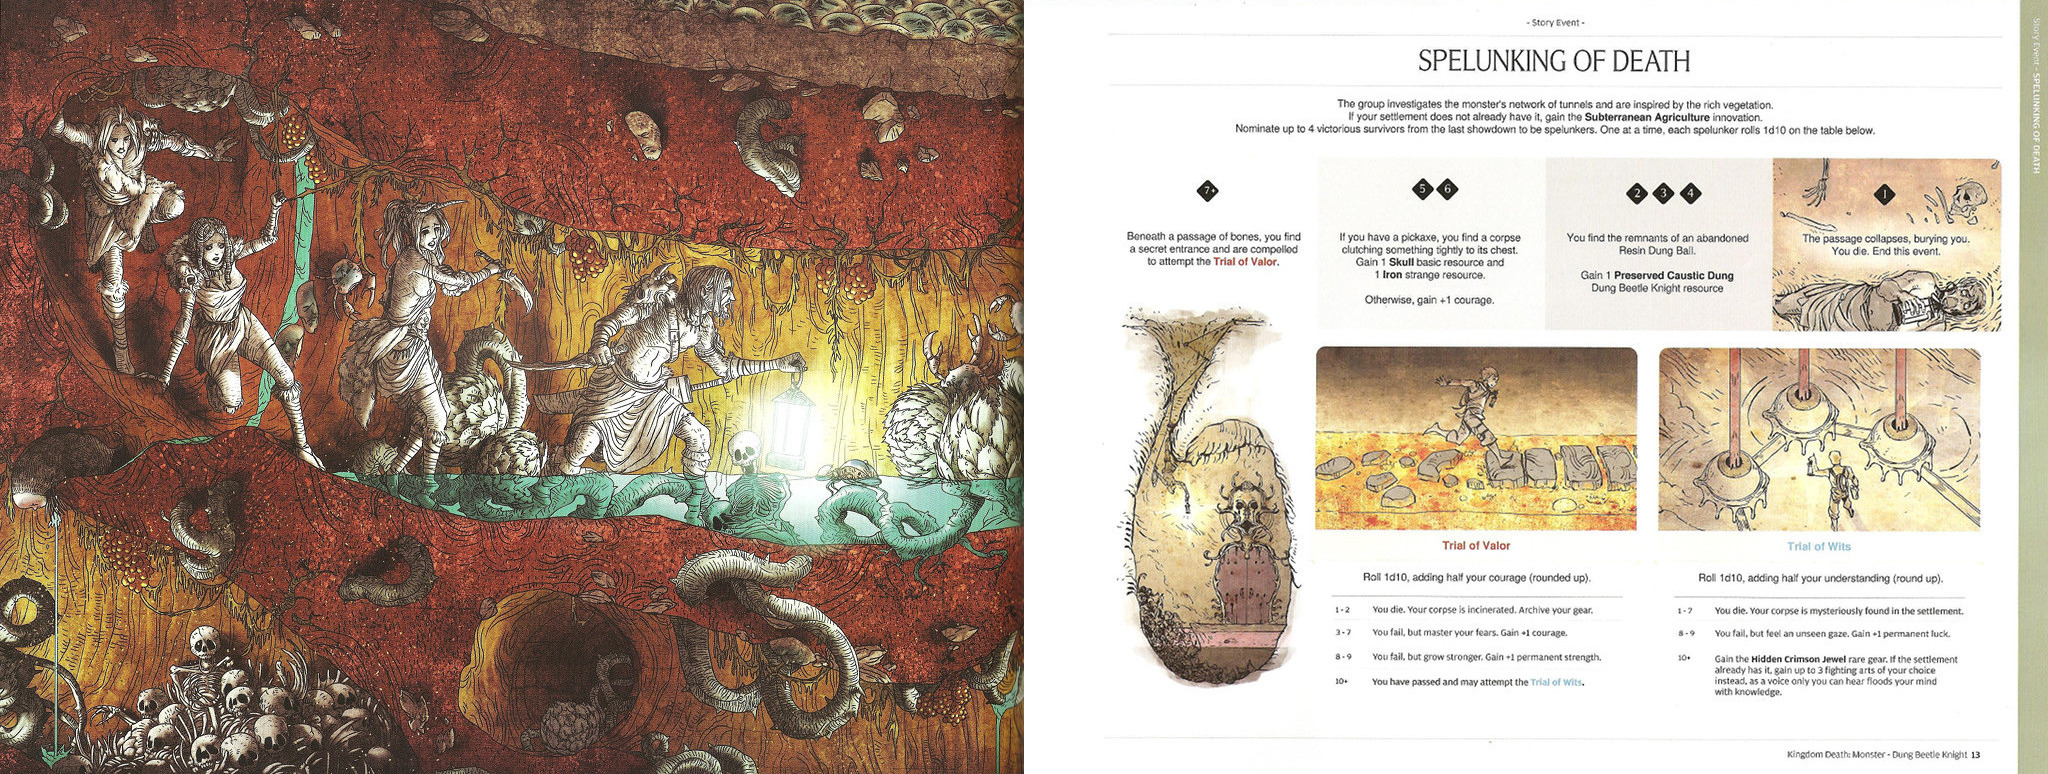 - Story Event -
SPELUNKING OF DEATH
The group investigates the monster's network of tunnels and are inspired by the rich vegetation.
If your settlement does not already have it, gain the Subterranean Agriculture innovation.
Nominate up to 4 victorious survivors from the last showdown to be spelunkers. One at a time, each spelunker rolls 1d10 on the table below.
7+
Beneath a passage of bones, you find
a secret entrance and are compelled
to attempt the Trial of Valor.
5 6
If you have a pickaxe, you find a corpse
clutching something tightly to its chest.
Gain 1 Skull basic resource and
1 Iron strange resource.
Otherwise, gain +1 courage.
2 3 4
You find the remnants of an abandoned
Resin Dung Ball.
Gain 1 Preserved Caustic Dung
Dung Beetle Knight resource
1
The passage collapses, burying you.
You die. End this event.
Trial of Valor
Roll 1d10, adding half your courage (rounded up).
1 - 2 You die. Your corpse is incinerated. Archive your gear.
3 - 7 You fail, but master your fears. Gain +1 courage.
8 - 9 You fail, but grow stronger. Gain +1 permanent strength.
10+ You have passed and may attempt the Trial of Wits.
Trial of Wits
Roll 1d10, adding half your understanding (round up).
1 - 7 You die. Your corpse is mysteriously found in the settlement.
8 - 9 You fail, but feel an unseen gaze. Gain +1 permanent luck.
10+ Gain the Hidden Crimson Jewel rare gear. If the settlement
already has it, gain up to 3 fighting arts of your choice
instead, as a voice only you can hear floods your mind
with knowledge.
Kingdom Death: Monster - Dung Beetle Knight 13
Story Event - SPELUNKING OF DEATH